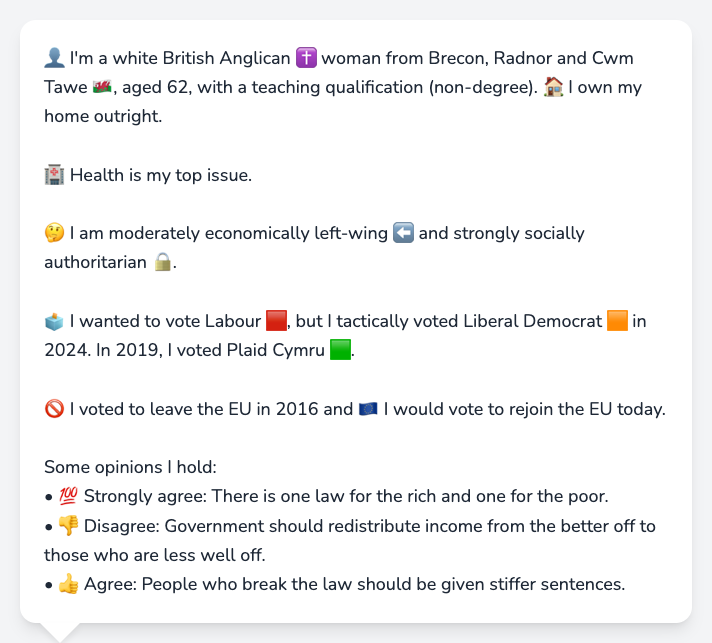 👤 I'm a white British Anglican ✝️ woman from Brecon, Radnor and Cwm
Tawe 🏴󠁧󠁢󠁷󠁬󠁳󠁿, aged 62, with a teaching qualification (non-degree). 🏠 I own my
home outright.
🏥 Health is my top issue.
🤔 I am moderately economically left-wing ⬅️ and strongly socially
authoritarian 🔒.
🗳️ I wanted to vote Labour 🟥, but I tactically voted Liberal Democrat 🟧 in
2024. In 2019, I voted Plaid Cymru 🟩.
🚫 I voted to leave the EU in 2016 and 🇪🇺 I would vote to rejoin the EU today.
Some opinions I hold:
• 💯 Strongly agree: There is one law for the rich and one for the poor.
• 👎 Disagree: Government should redistribute income from the better off to
those who are less well off.
• 👍 Agree: People who break the law should be given stiffer sentences.